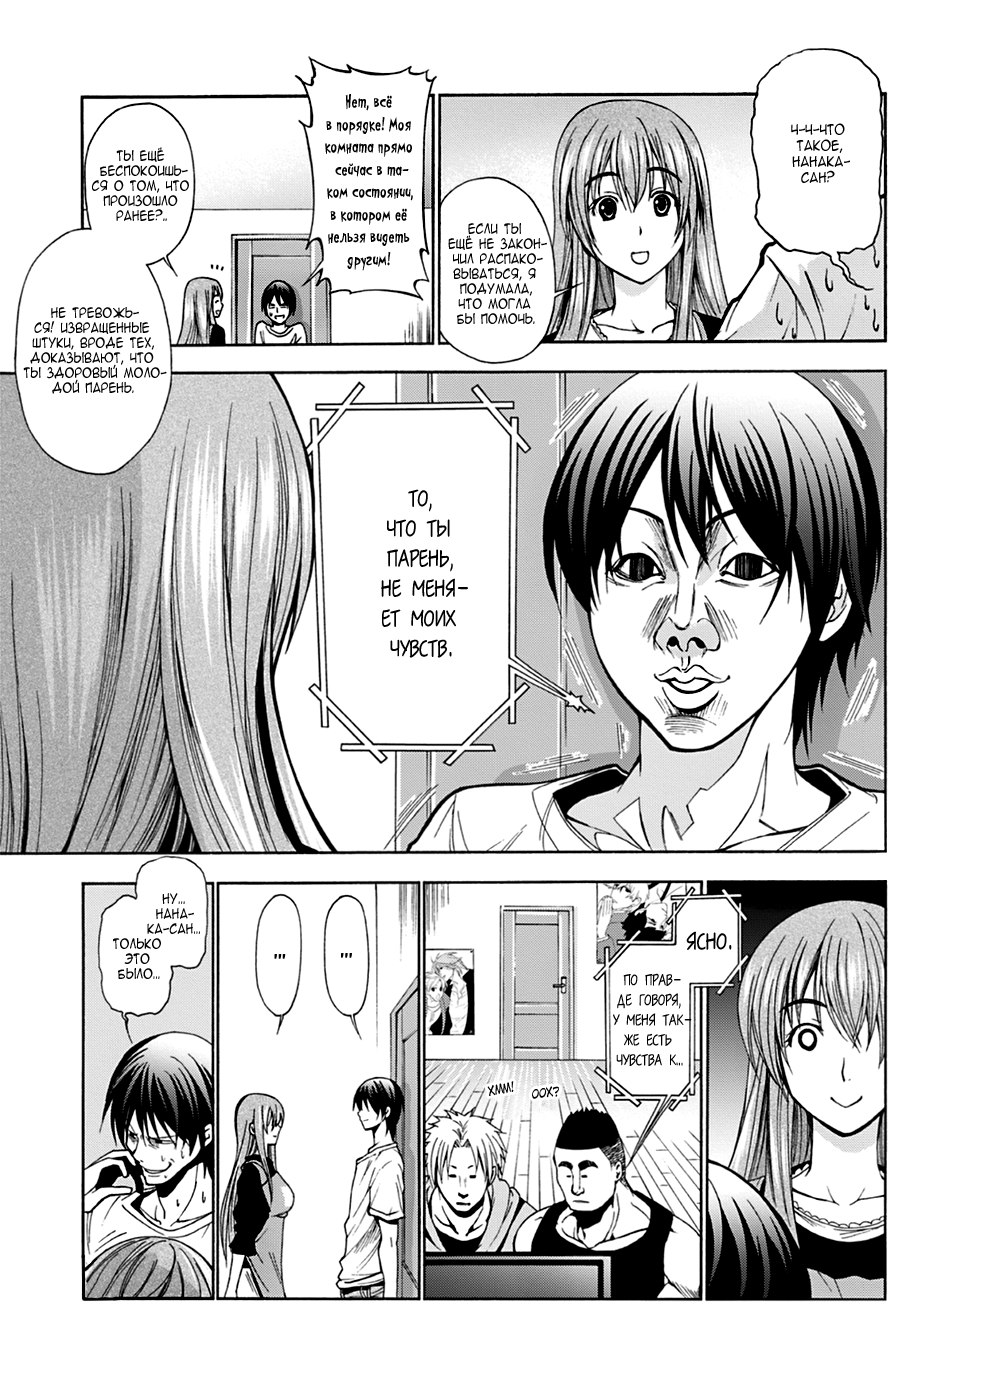 Ч-Ч-ЧТО
ТАКОЕ,
НАНАКА-
САН?
ЕСЛИ ТЫ
ЕЩЁ НЕ ЗАКОН-
ЧИЛ РАСПАКО-
ВЫВАТЬСЯ, Я
ПОДУМАЛА,
ЧТО МОГЛА
БЫ ПОМОЧЬ.
Нет, всё
в порядке! Моя
комната прямо
сейчас в та-
ком состоянии,
в котором её
нельзя видеть
другим!
ТЫ ЕЩЁ
БЕСПОКОИШЬ-
СЯ О ТОМ, ЧТО
ПРОИЗОШЛО
РАНЕЕ?..
НЕ ТРЕВОЖЬ-
СЯ! ИЗВРАЩЕННЫЕ
ШТУКИ, ВРОДЕ ТЕХ,
ДОКАЗЫВАЮТ, ЧТО
ТЫ ЗДОРОВЫЙ МОЛО-
ДОЙ ПАРЕНЬ.
ТО,
ЧТО ТЫ
ПАРЕНЬ,
НЕ МЕНЯ-
ЕТ МОИХ
ЧУВСТВ.
ЯСНО.
ПО ПРАВ-
ДЕ ГОВОРЯ,
У МЕНЯ ТАК-
ЖЕ ЕСТЬ
ЧУВСТВА К...
ООХ?
ХММ!
...
...
НУ...
НАНА-
КА-САН...
ТОЛЬКО
ЭТО
БЫЛО...